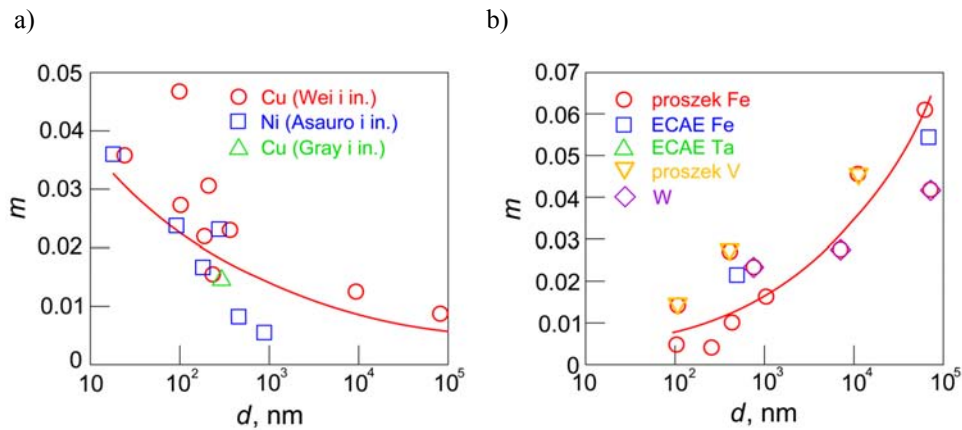 a)
b)
0.05
0.04
0.03
0.02
0.01
0
m
10
10²
10³
10⁴
10⁵
d, nm
Cu (Wei i in.)
Ni (Asauro i in.)
Cu (Gray i in.)
0.07
0.06
0.05
0.04
0.03
0.02
0.01
0
m
10
10²
10³
10⁴
10⁵
d, nm
proszek Fe
ECAE Fe
ECAE Ta
proszek V
W